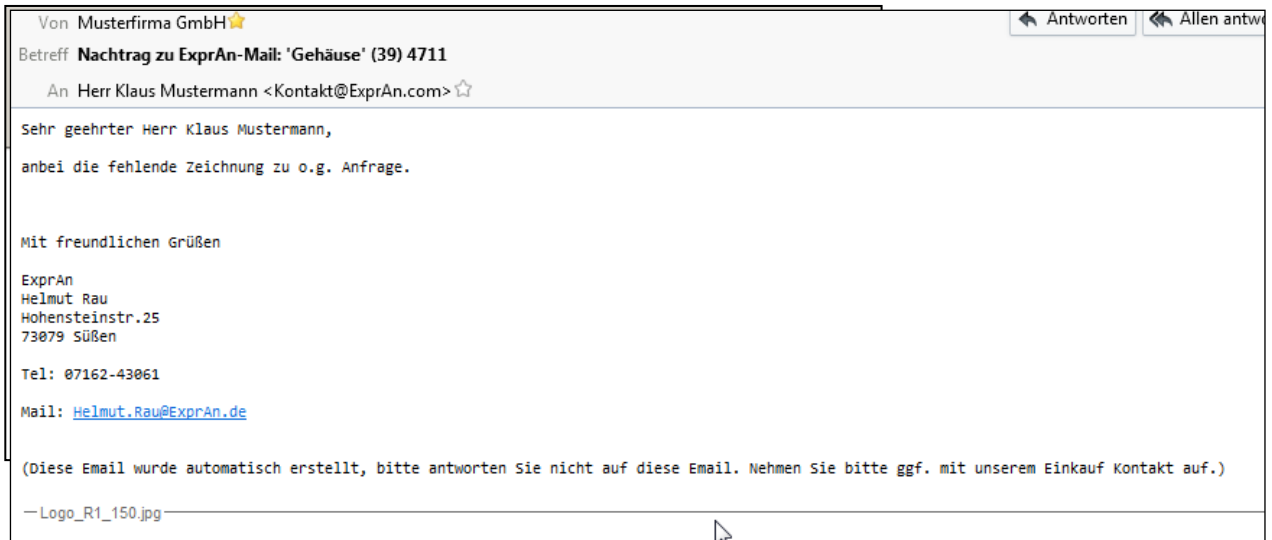 Von Musterfirma GmbH
Antworten
Allen
Betreff Nachtrag zu ExprAn-Mail: 'Gehäuse' (39) 4711
An Herr Klaus Mustermann <Kontakt@ExprAn.com>
Sehr geehrter Herr Klaus Mustermann,
anbei die fehlende Zeichnung zu o.g. Anfrage.
Mit freundlichen Grüßen
ExprAn
Helmut Rau
Hohensteinstr.25
73079 Süßen
Tel: 07162-43061
Mail: Helmut.Rau@ExprAn.de
(Diese Email wurde automatisch erstellt, bitte antworten Sie nicht auf diese Email. Nehmen Sie bitte ggf. mit unserem Einkauf Kontakt auf.)
Logo_R1_150.jpg